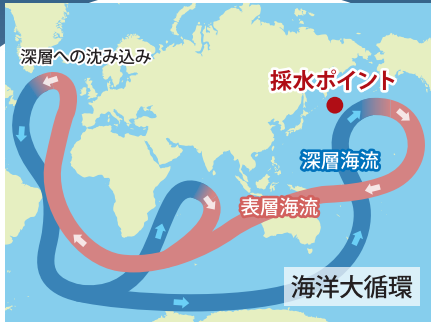 深層への沈み込み
採水ポイント
深層海流
表層海流
海洋大循環